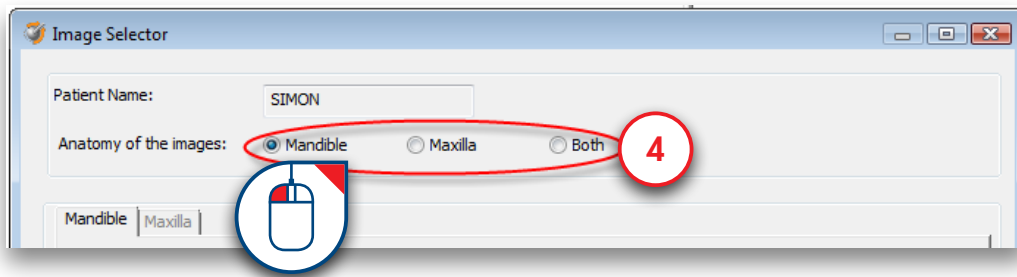 Image Selector
Patient Name: SIMON
Anatomy of the images: Mandible Maxilla Both 4
Mandible Maxilla